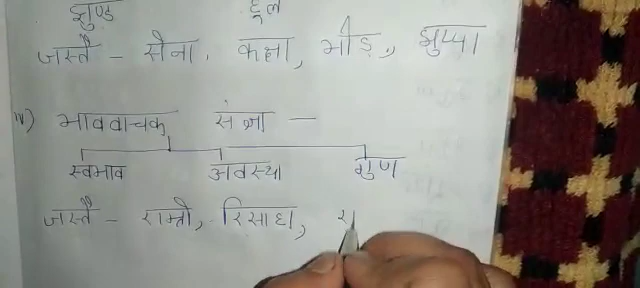 झुण्ड हूल
जस्तै - सेना, कक्षा, भीड, झुप्पा
iv) भाववाचक संज्ञा -
स्वभाव अवस्था गुण
जस्तै - राम्रो, रिसाहा,